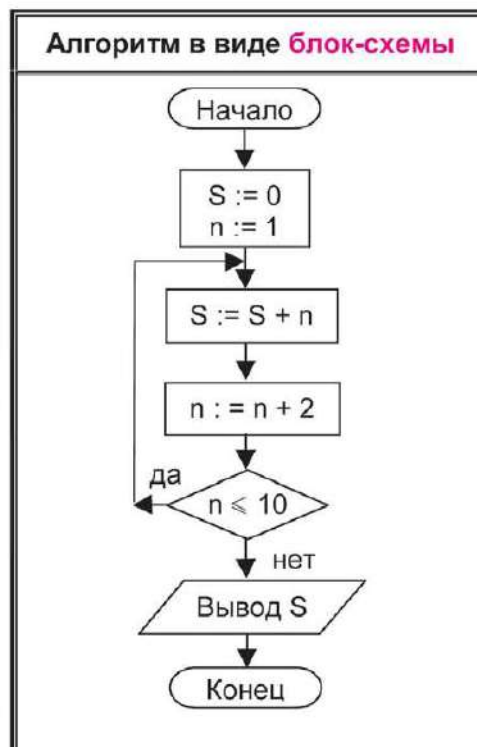 Алгоритм в виде блок-схемы
Начало
S := 0
n := 1
S := S + n
n : = n + 2
да
n ⩽ 10
нет
Вывод S
Конец